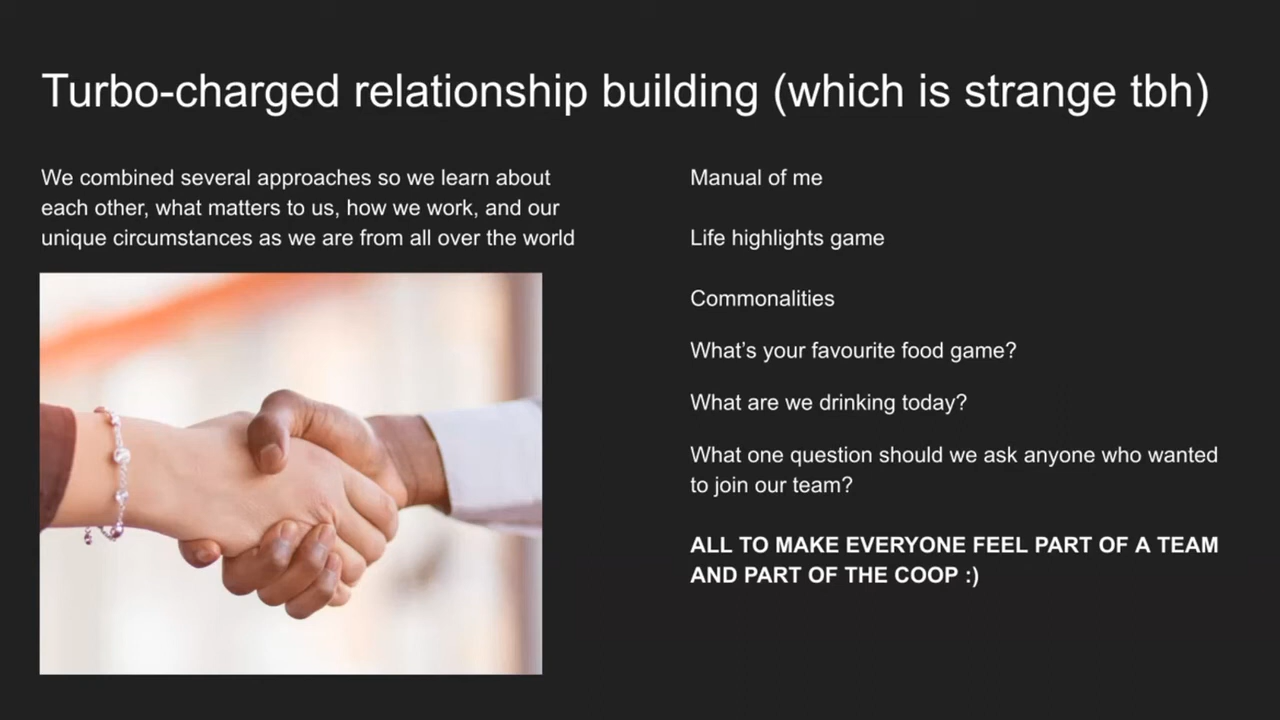 Turbo-charged relationship building (which is strange tbh)
We combined several approaches so we learn about
each other, what matters to us, how we work, and our
unique circumstances as we are from all over the world
Manual of me
Life highlights game
Commonalities
What’s your favourite food game?
What are we drinking today?
What one question should we ask anyone who wanted
to join our team?
ALL TO MAKE EVERYONE FEEL PART OF A TEAM
AND PART OF THE COOP :)